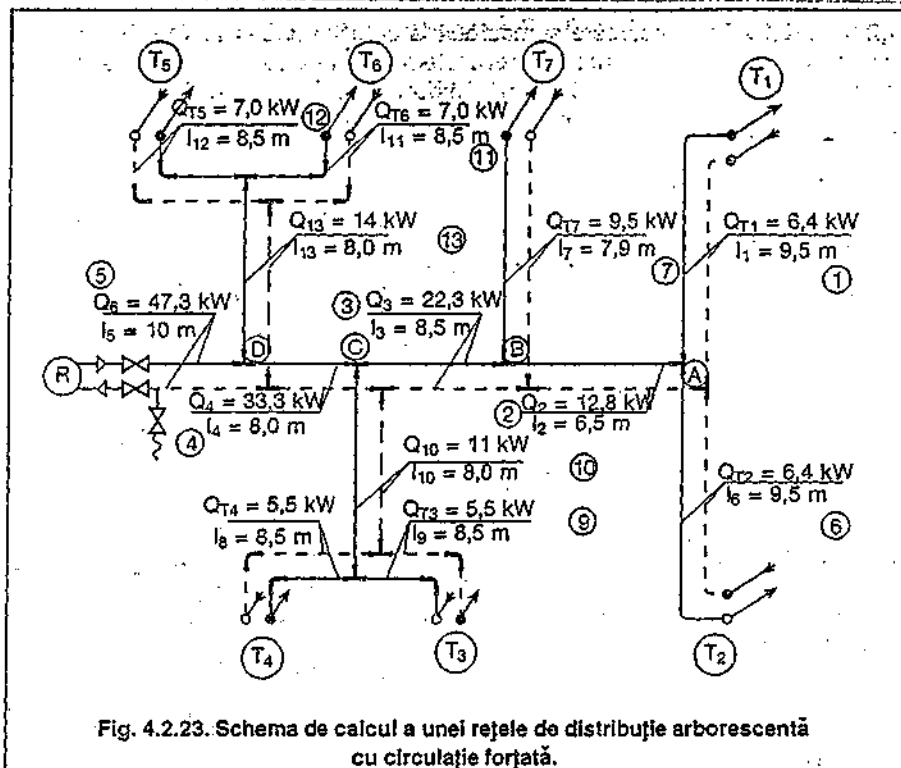 T5
T6
T7
T1
QT5 = 7,0 kW
l12 = 8,5 m
12
QT6 = 7,0 kW
l11 = 8,5 m
11
Q13 = 14 kW
l13 = 8,0 m
13
QT7 = 9,5 kW
l7 = 7,9 m
7
QT1 = 6,4 kW
l1 = 9,5 m
1
5
Q6 = 47,3 kW
l5 = 10 m
3
Q3 = 22,3 kW
l3 = 8,5 m
R
D
C
B
A
4
Q4 = 33,3 kW
l4 = 8,0 m
2
Q2 = 12,8 kW
l2 = 6,5 m
Q10 = 11 kW
l10 = 8,0 m
10
QT4 = 5,5 kW
l8 = 8,5 m
QT3 = 5,5 kW
l9 = 8,5 m
9
QT2 = 6,4 kW
l6 = 9,5 m
6
T4
T3
T2
Fig. 4.2.23. Schema de calcul a unei rețele de distribuție arborescentă
cu circulație forțată.